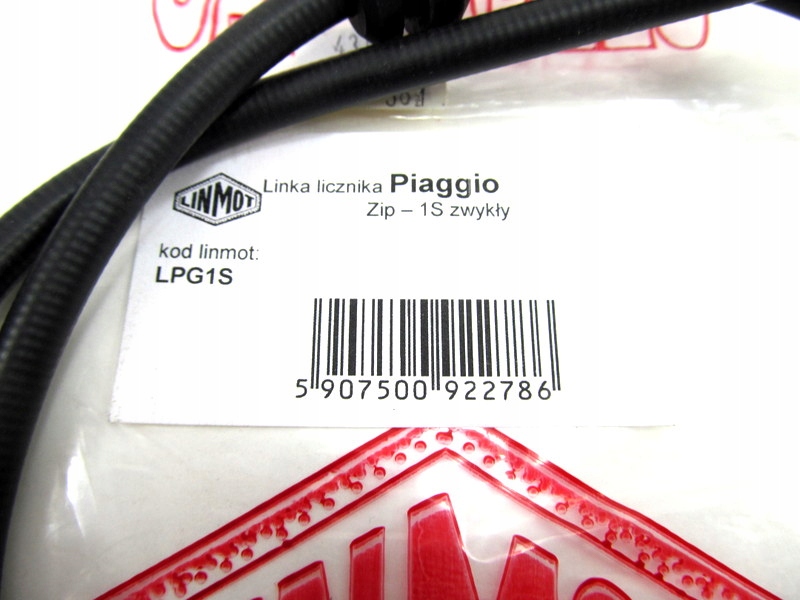 LINMOT
Linka licznika Piaggio
Zip – 1S zwykły
kod linmot:
LPG1S
5 907500 922786